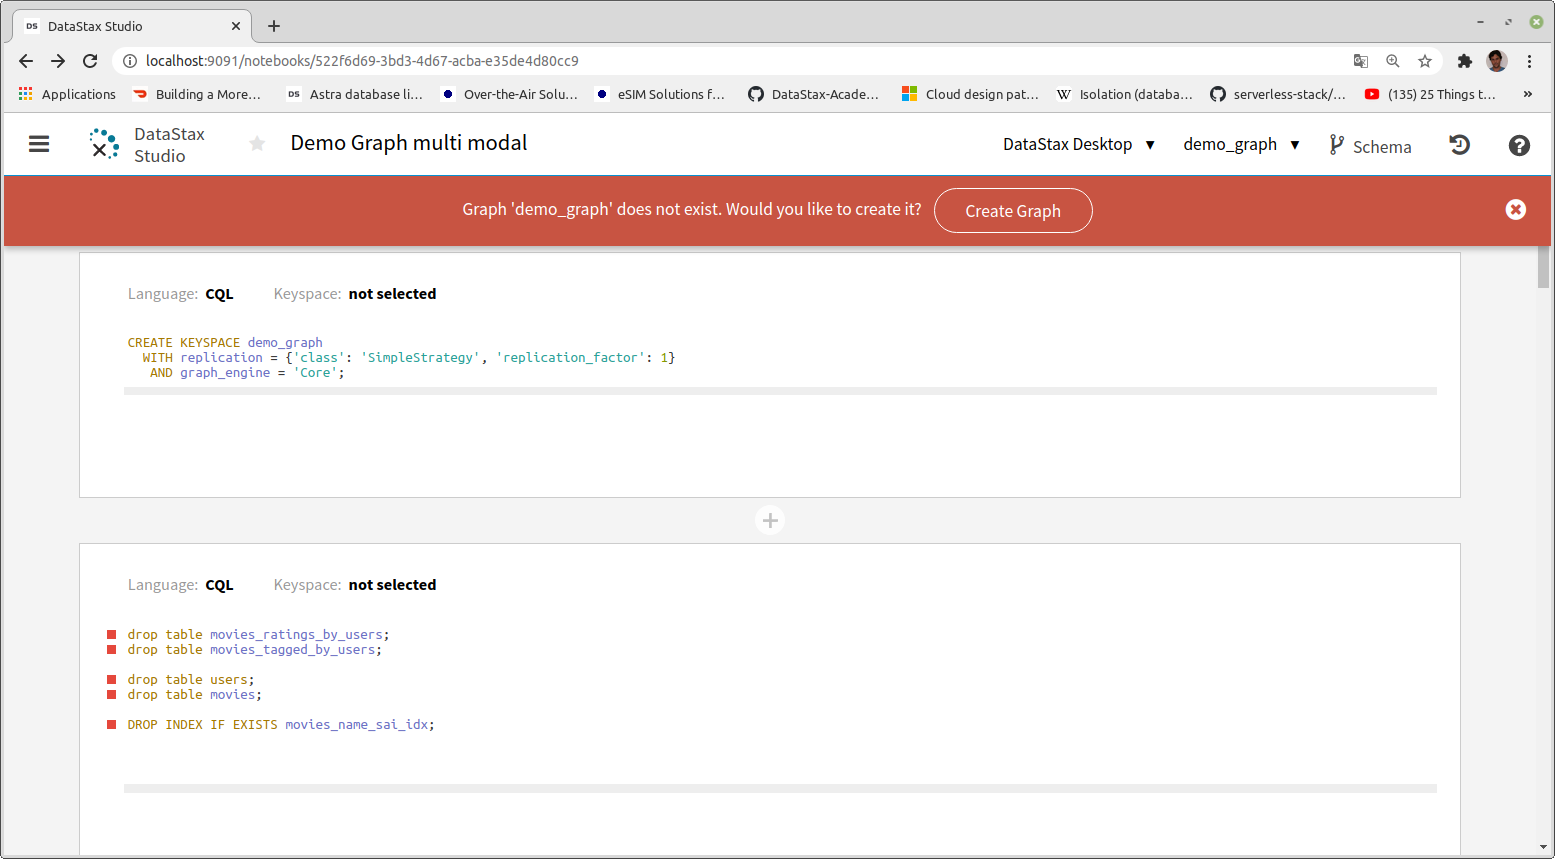 DS DataStax Studio
localhost:9091/notebooks/522f6d69-3bd3-4d67-acba-e35de4d80cc9
Applications Building a More... DS Astra database li... Over-the-Air Solu... eSIM Solutions f... DataStax-Acade... Cloud design pat... W Isolation (databa... serverless-stack/... (135) 25 Things t... »
DataStax Studio
Demo Graph multi modal
DataStax Desktop ▼ demo_graph ▼ Schema ?
Graph 'demo_graph' does not exist. Would you like to create it? Create Graph
Language: CQL Keyspace: not selected
CREATE KEYSPACE demo_graph
WITH replication = {'class': 'SimpleStrategy', 'replication_factor': 1}
AND graph_engine = 'Core';
Language: CQL Keyspace: not selected
drop table movies_ratings_by_users;
drop table movies_tagged_by_users;
drop table users;
drop table movies;
DROP INDEX IF EXISTS movies_name_sai_idx;